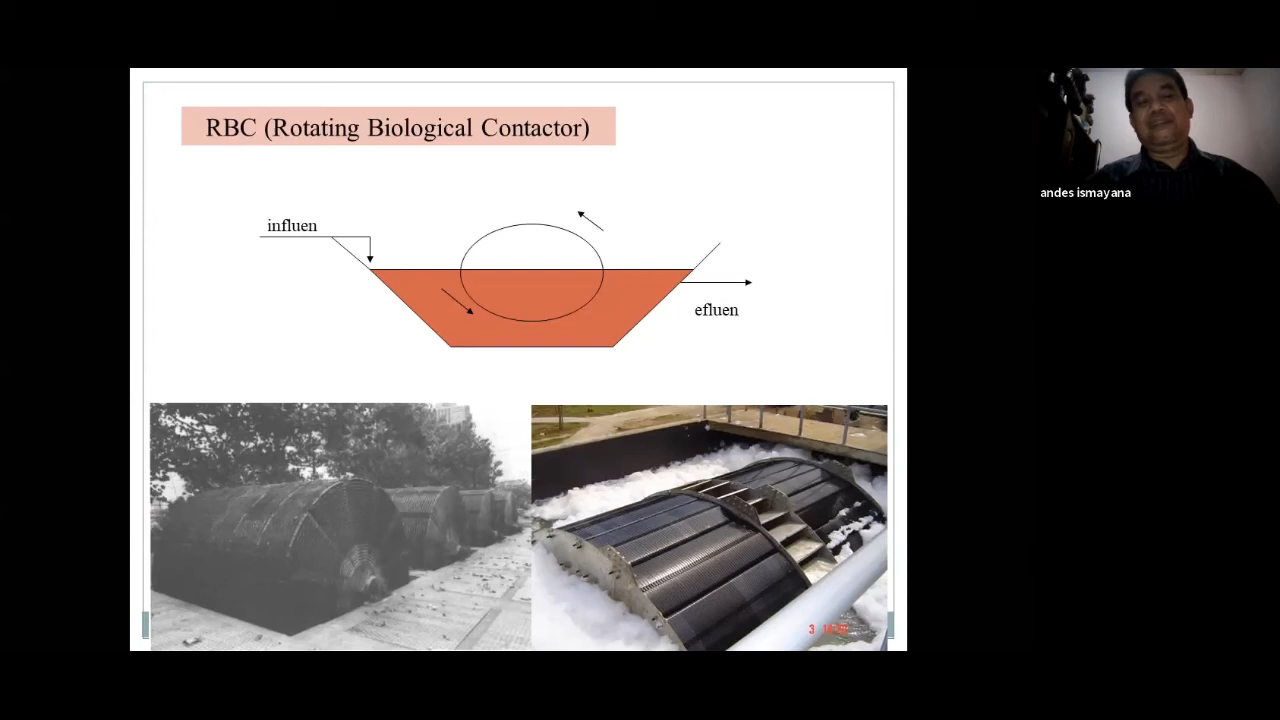 RBC (Rotating Biological Contactor)
influen
efluen
andes ismayana